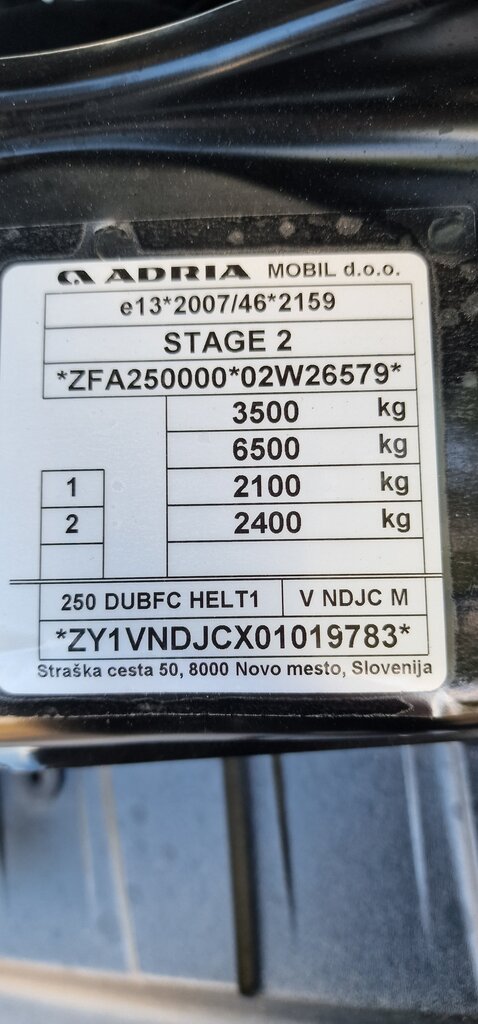 ADRIA MOBIL d.o.o.
e13*2007/46*2159
STAGE 2
*ZFA250000*02W26579*
3500 kg
6500 kg
1 2100 kg
2 2400 kg
250 DUBFC HELT1 V NDJC M
*ZY1VNDJCX01019783*
Straška cesta 50, 8000 Novo mesto, Slovenija